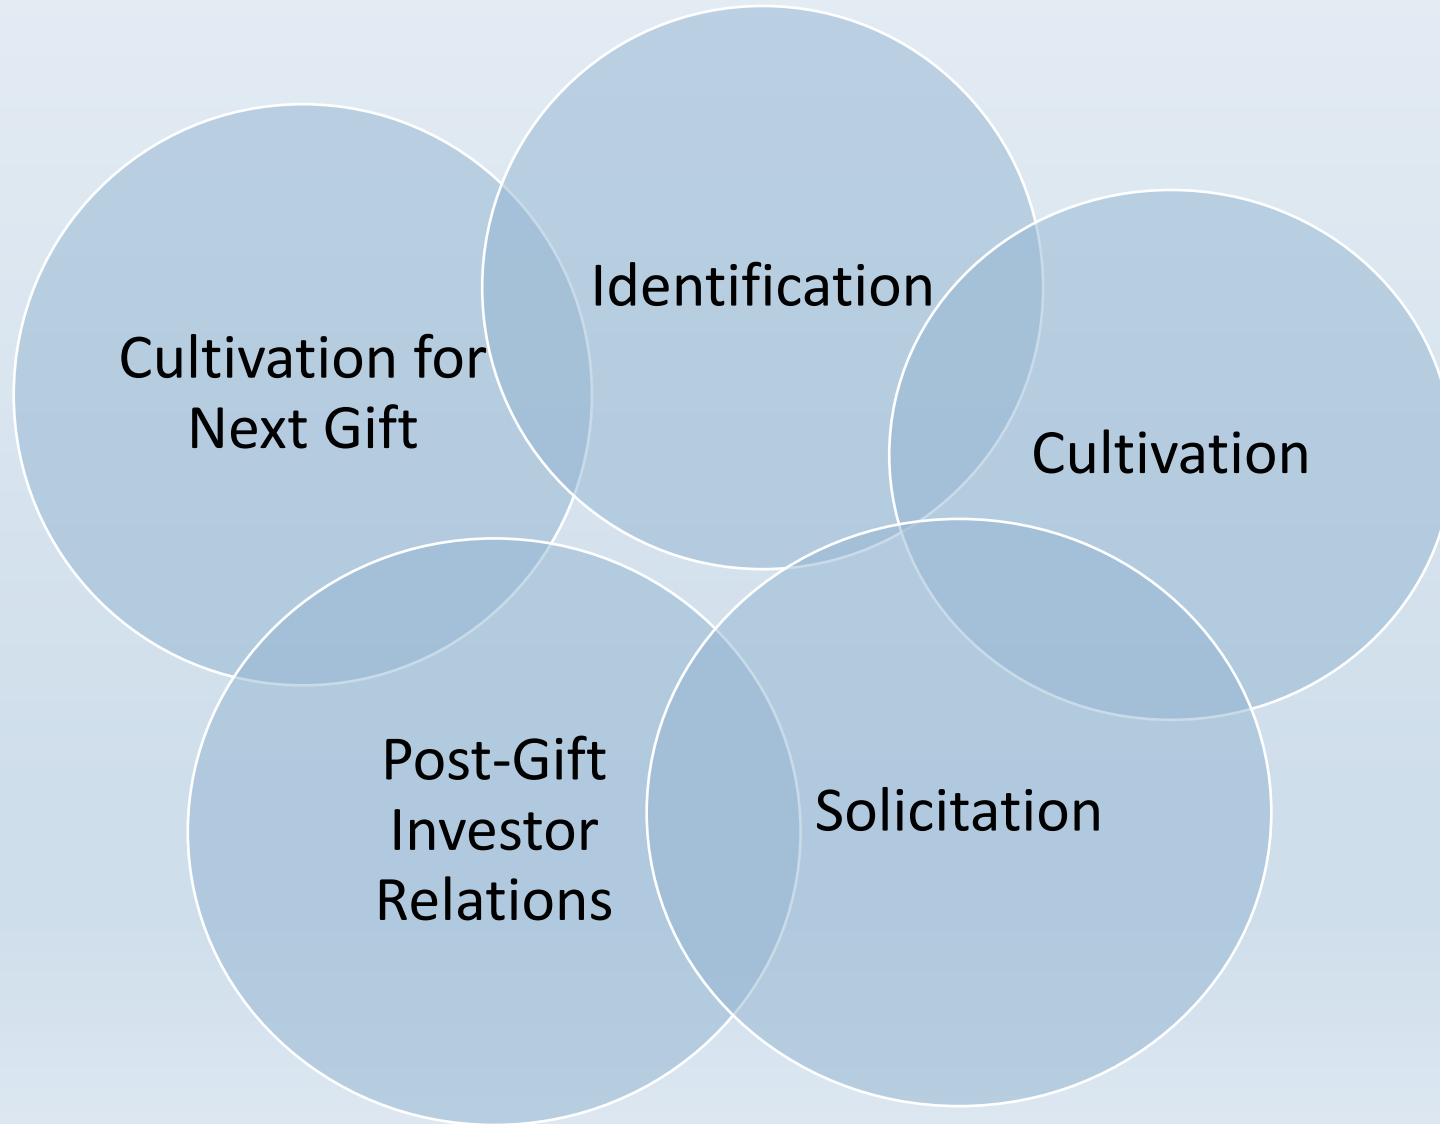 Identification
Cultivation for
Next Gift
Cultivation
Post-Gift
Investor
Relations
Solicitation